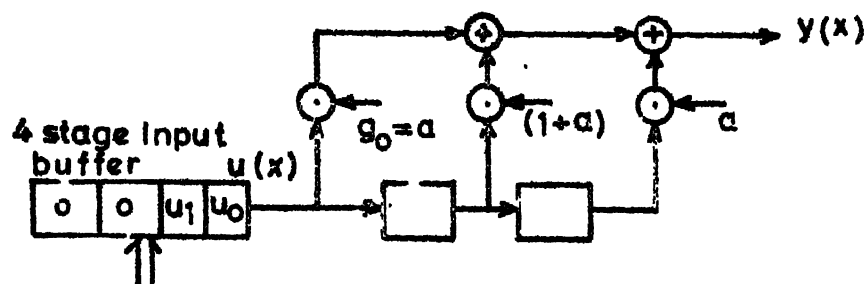 y(x)
g₀=a
(1+a)
a
4 stage Input
buffer
u(x)
0 0 u₁ u₀